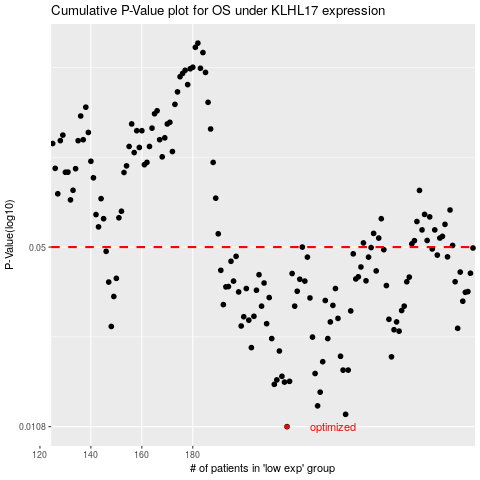 Cumulative P-Value plot for OS under KLHL17 expression
P-Value(log10)
0.05
0.0108
optimized
120 140 160 180
# of patients in 'low exp' group